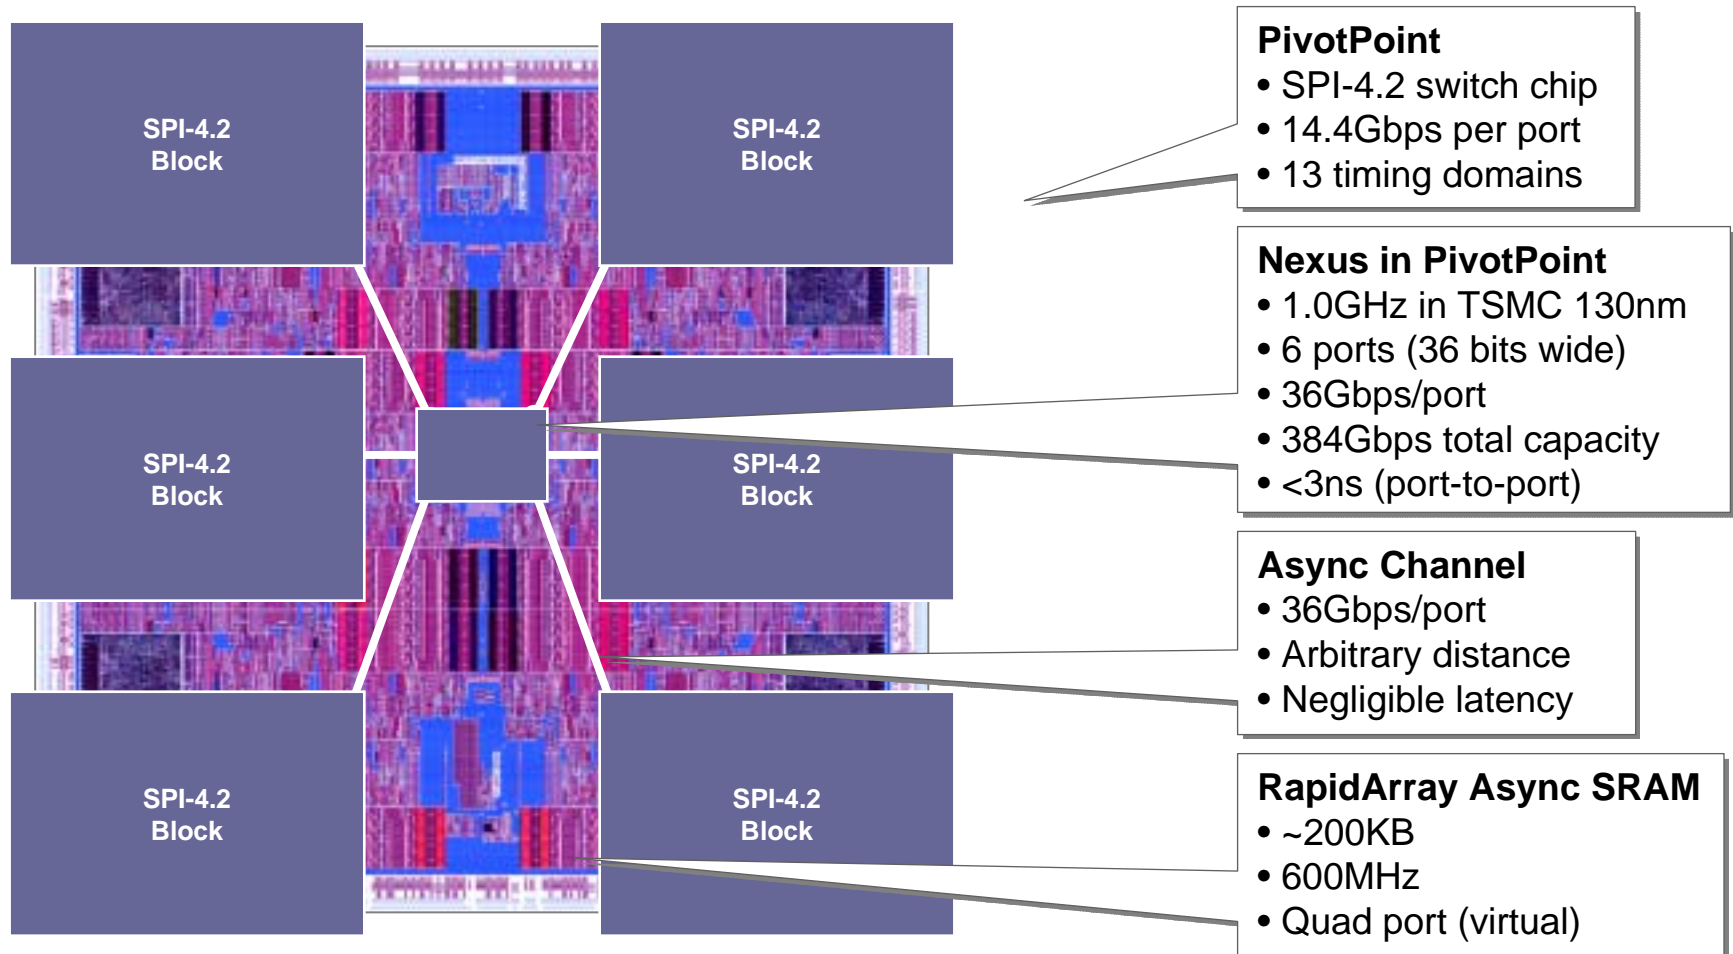 SPI-4.2
Block
SPI-4.2
Block
SPI-4.2
Block
SPI-4.2
Block
SPI-4.2
Block
SPI-4.2
Block
PivotPoint
• SPI-4.2 switch chip
• 14.4Gbps per port
• 13 timing domains
Nexus in PivotPoint
• 1.0GHz in TSMC 130nm
• 6 ports (36 bits wide)
• 36Gbps/port
• 384Gbps total capacity
• <3ns (port-to-port)
Async Channel
• 36Gbps/port
• Arbitrary distance
• Negligible latency
RapidArray Async SRAM
• ~200KB
• 600MHz
• Quad port (virtual)